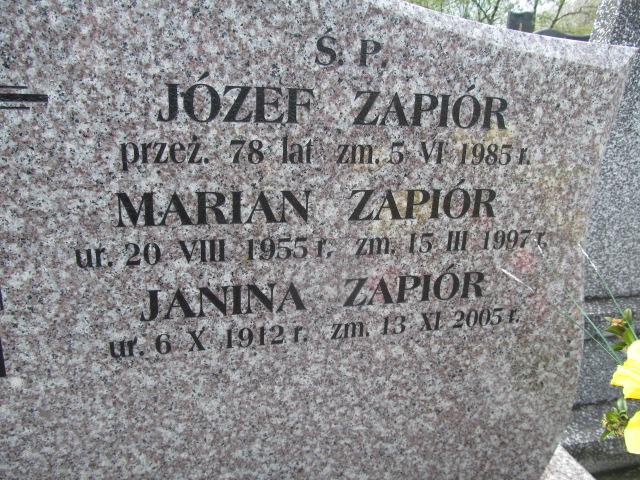 Ś. P.
JÓZEF ZAPIÓR
przeż. 78 lat zm. 5 VI 1985 r.
MARIAN ZAPIÓR
ur. 20 VIII 1955 r. zm. 15 III 1997 r.
JANINA ZAPIÓR
ur. 6 X 1912 r. zm. 13 XI 2005 r.